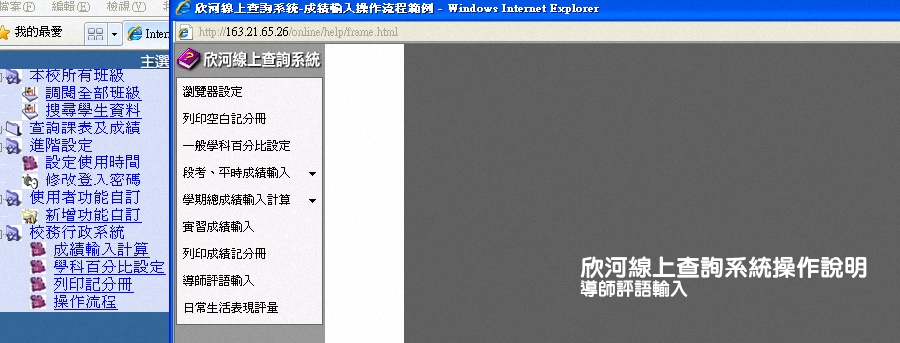 檔案(F) 編輯(E) 檢視(V) 我的最愛
我的最愛
Inter
主選
本校所有班級
調閱全部班級
搜尋學生資料
查詢課表及成績
進階設定
設定使用時間
修改登入密碼
使用者功能自訂
新增功能自訂
校務行政系統
成績輸入計算
學科百分比設定
列印記分冊
操作流程
欣河線上查詢系統-成績輸入操作流程範例 - Windows Internet Explorer
http://163.21.65.26/online/help/frame.html
欣河線上查詢系統
瀏覽器設定
列印空白記分冊
一般學科百分比設定
段考、平時成績輸入
學期總成績輸入計算
實習成績輸入
列印成績記分冊
導師評語輸入
日常生活表現評量
欣河線上查詢系統操作說明
導師評語輸入